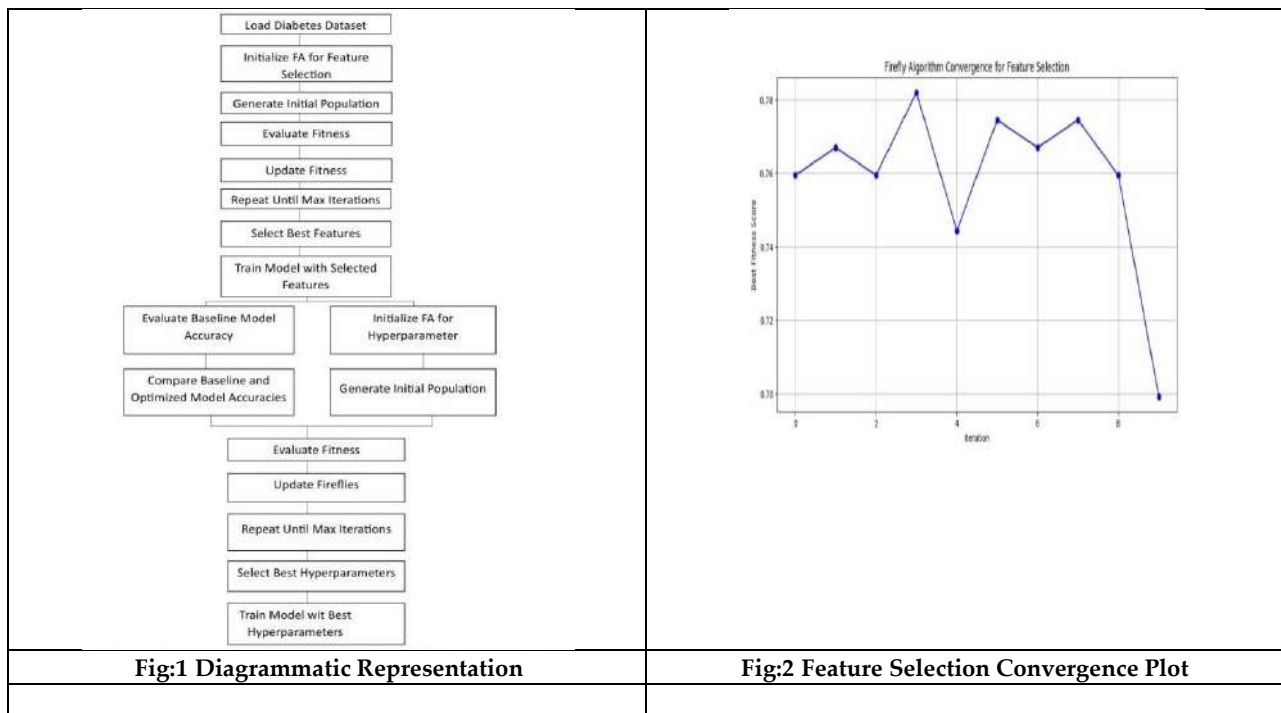 Load Diabetes Dataset
Initialize FA for Feature
Selection
Generate Initial Population
Evaluate Fitness
Update Fitness
Repeat Until Max Iterations
Select Best Features
Train Model with Selected
Features
Evaluate Baseline Model
Accuracy
Initialize FA for
Hyperparameter
Compare Baseline and
Optimized Model Accuracies
Generate Initial Population
Evaluate Fitness
Update Fireflies
Repeat Until Max Iterations
Select Best Hyperparameters
Train Model wit Best
Hyperparameters
Fig:1 Diagrammatic Representation
Firefly Algorithm Convergence for Feature Selection
Best Fitness Score
0.78
0.76
0.74
0.72
0.70
0 2 4 6 8
Iteration
Fig:2 Feature Selection Convergence Plot